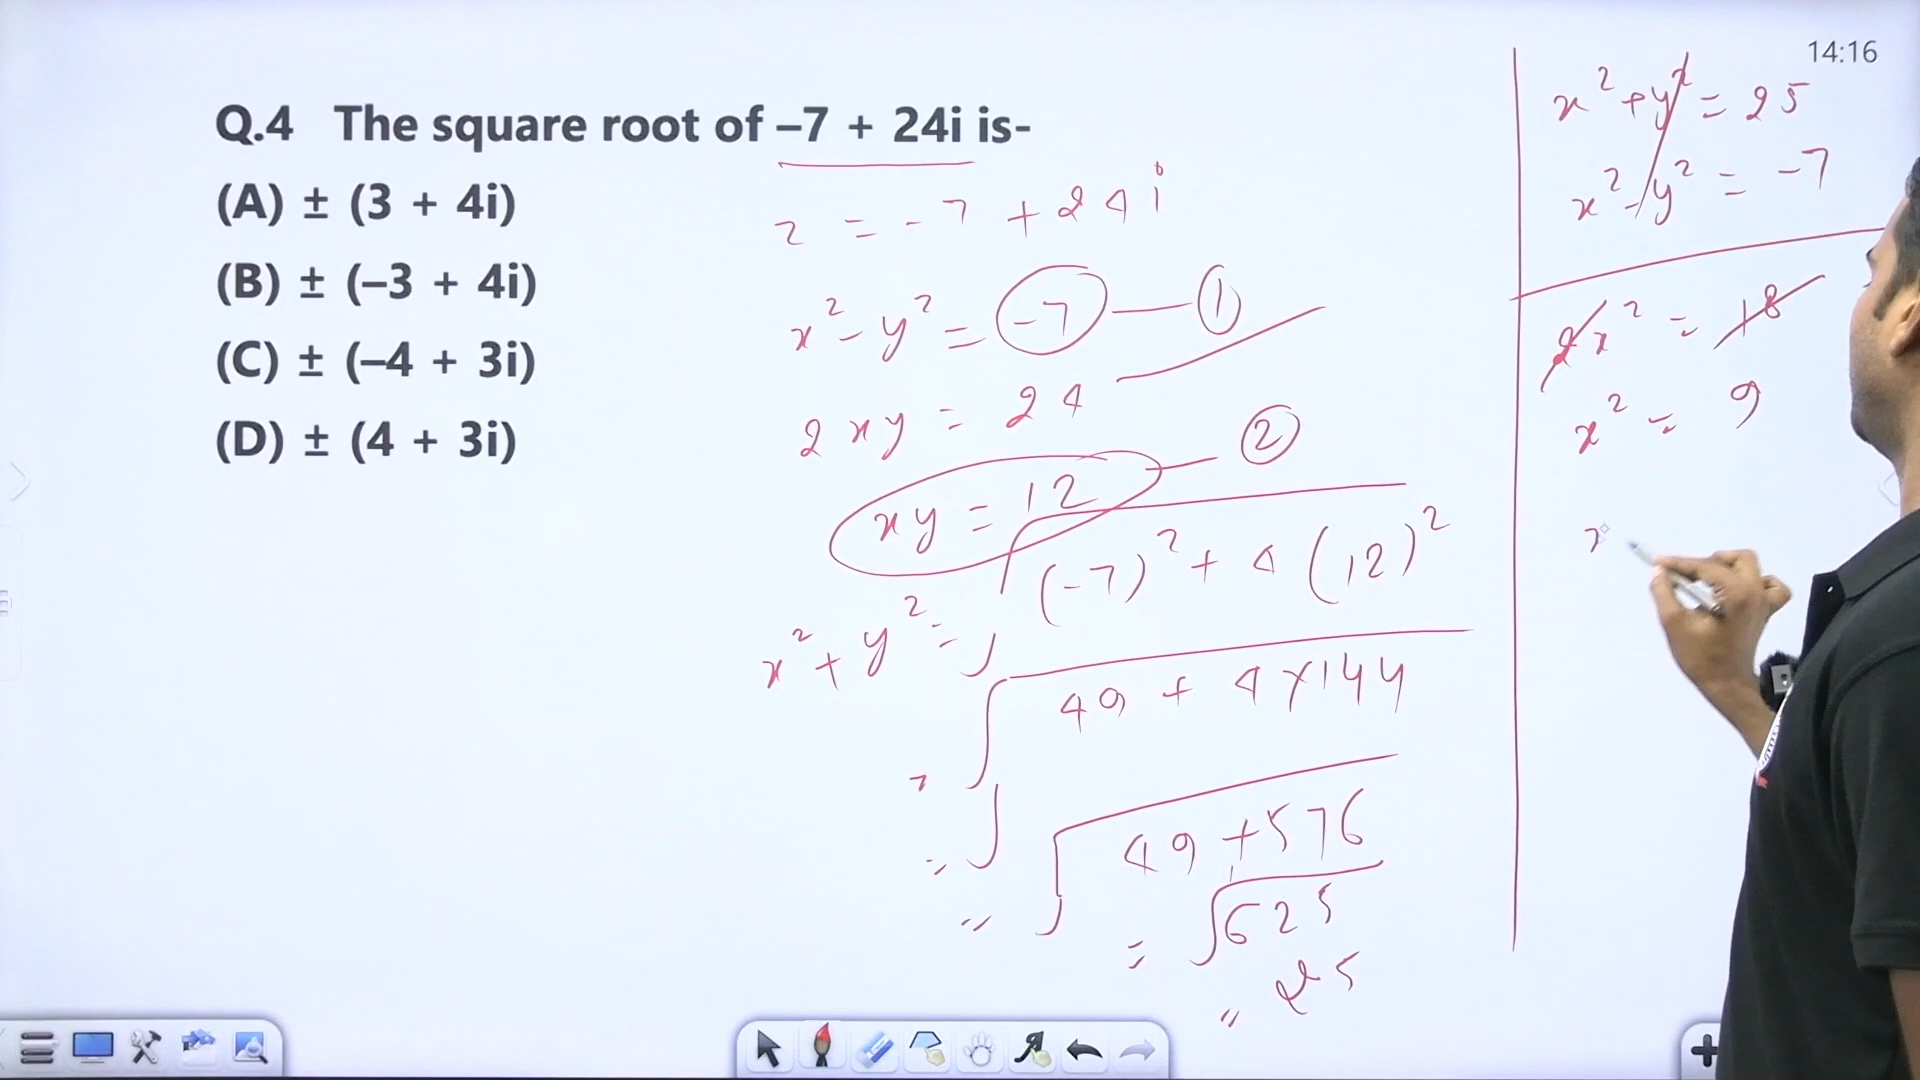 14:16
Q.4 The square root of –7 + 24i is-
(A) ± (3 + 4i)
(B) ± (–3 + 4i)
(C) ± (–4 + 3i)
(D) ± (4 + 3i)
z = -7 + 24i
x² - y² = -7 — ①
2xy = 24
xy = 12 — ②
x² + y² = √(-7)² + 4(12)²
= √49 + 4×144
= √49 + 576
= √625
= 25
x² + y² = 25
x² - y² = -7
2x² = 18
x² = 9
x